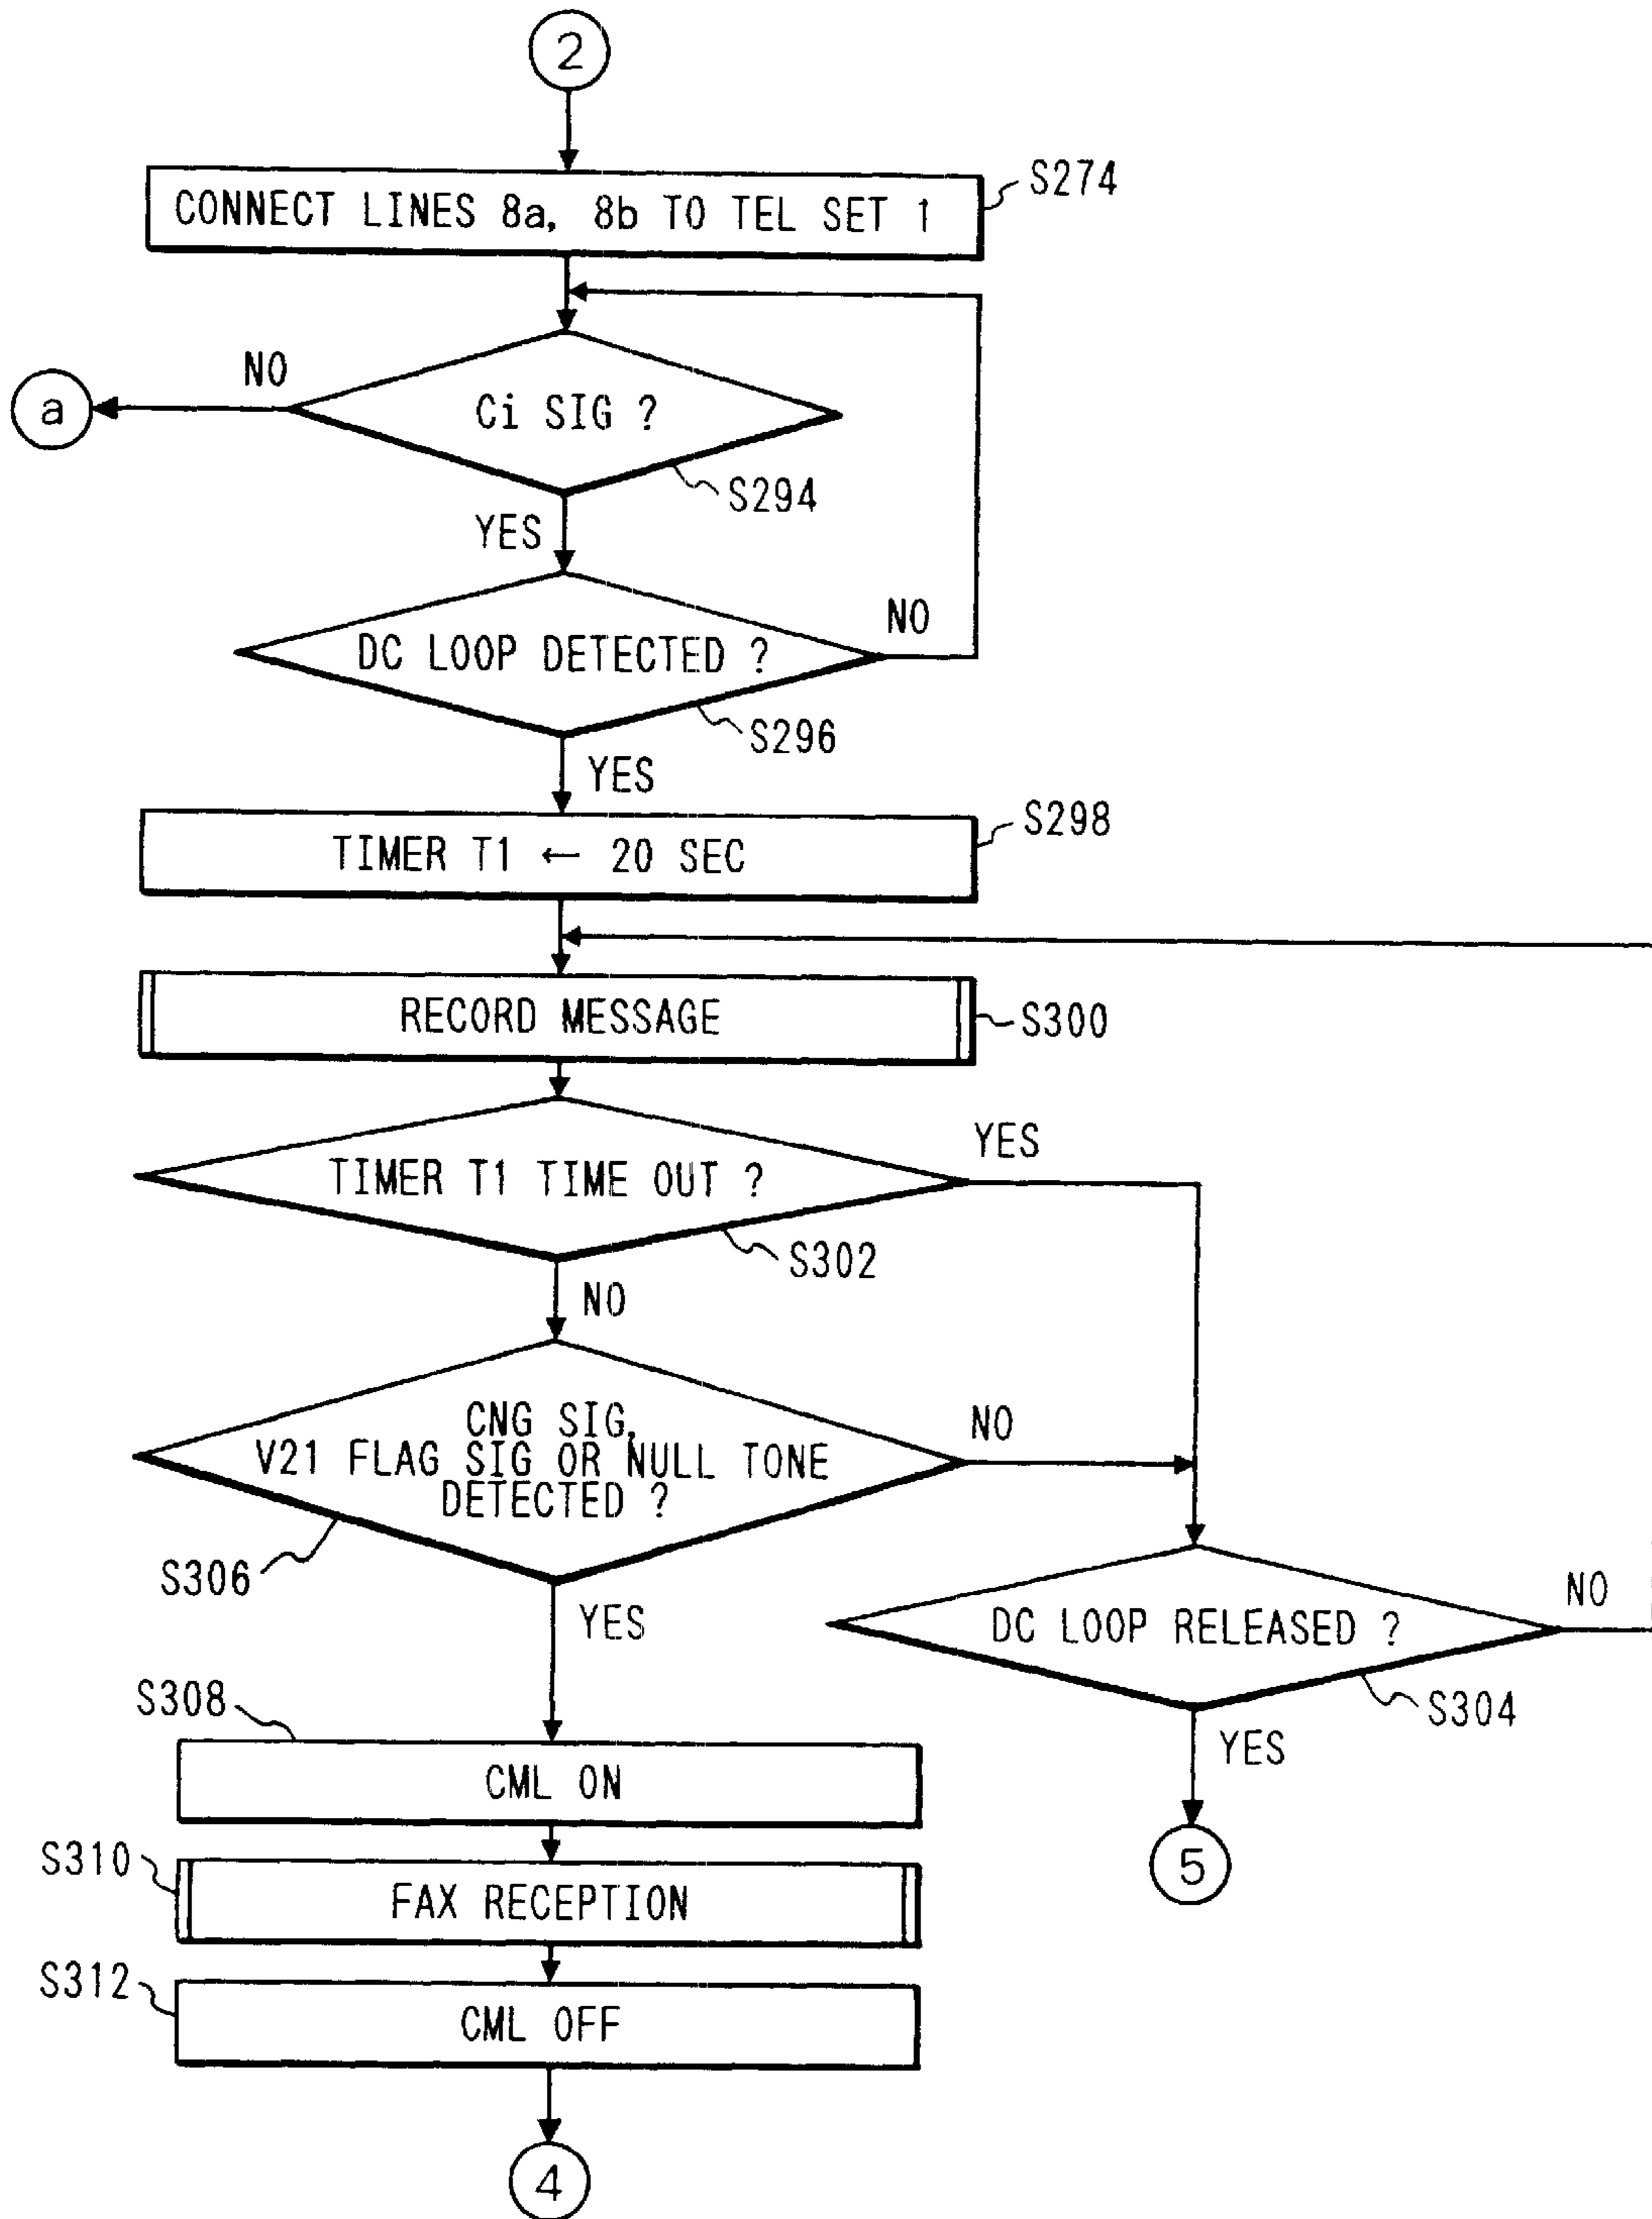 2
CONNECT LINES 8a, 8b TO TEL SET 1
S274
NO
a
Ci SIG ?
S294
YES
DC LOOP DETECTED ?
NO
S296
YES
TIMER T1 ← 20 SEC
S298
RECORD MESSAGE
S300
TIMER T1 TIME OUT ?
YES
S302
NO
CNG SIG,
V21 FLAG SIG OR NULL TONE
DETECTED ?
NO
S306
YES
DC LOOP RELEASED ?
NO
S304
YES
5
S308
CML ON
S310
FAX RECEPTION
S312
CML OFF
4